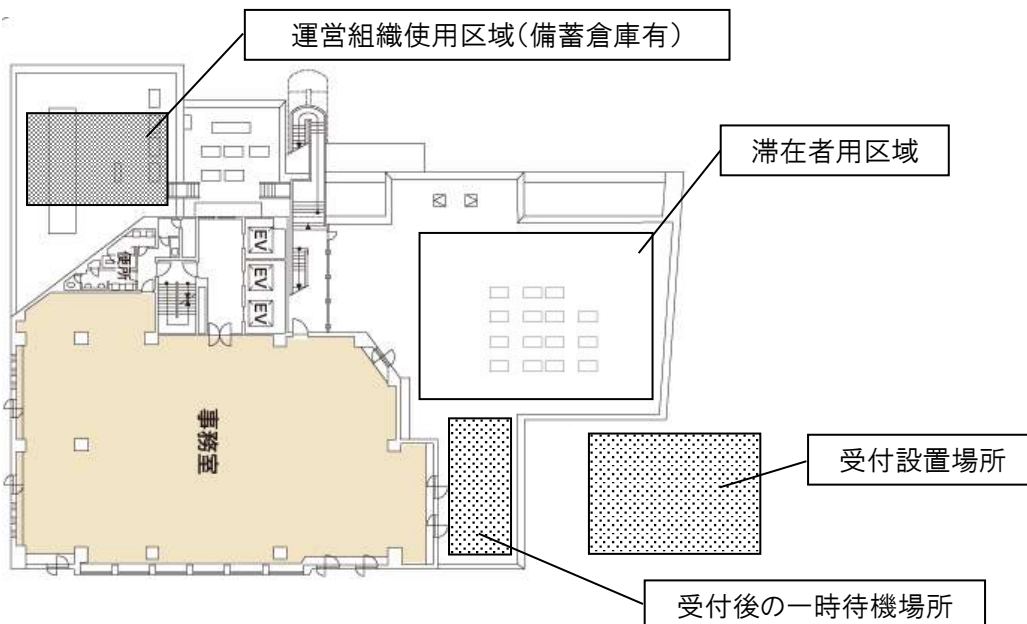 運営組織使用区域（備蓄倉庫有）
滞在者用区域
EV
EV
EV
便所
事務室
受付設置場所
受付後の一時待機場所